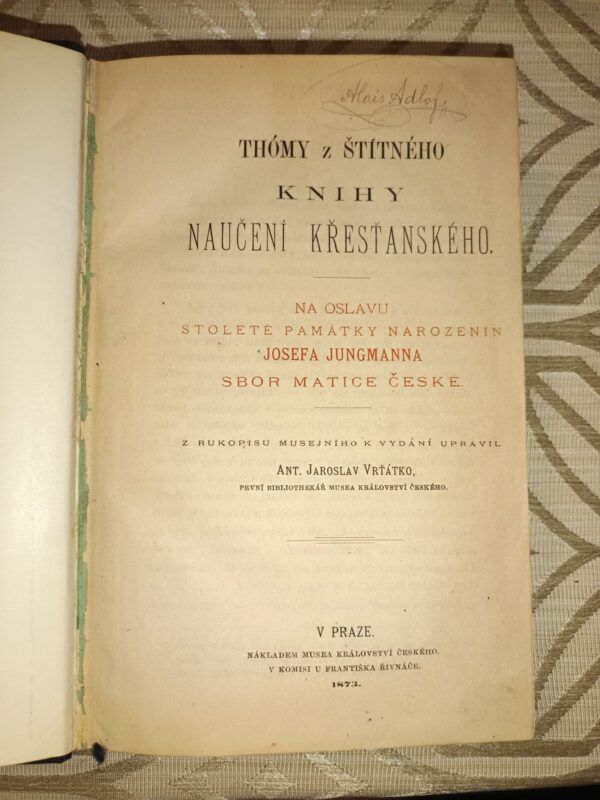 Alois Adlof
THÓMY z ŠTÍTNÉHO
KNIHY
NAUČENÍ KŘESŤANSKÉHO.
NA OSLAVU
STOLETÉ PAMÁTKY NAROZENIN
JOSEFA JUNGMANNA
SBOR MATICE ČESKÉ.
Z RUKOPISU MUSEJNÍHO K VYDÁNÍ UPRAVIL
ANT. JAROSLAV VRŤÁTKO,
PRVNÍ BIBLIOTHEKÁŘ MUSEA KRÁLOVSTVÍ ČESKÉHO.
V PRAZE.
NÁKLADEM MUSEA KRÁLOVSTVÍ ČESKÉHO.
V KOMISI U FRANTIŠKA ŘIVNÁČE.
1873.